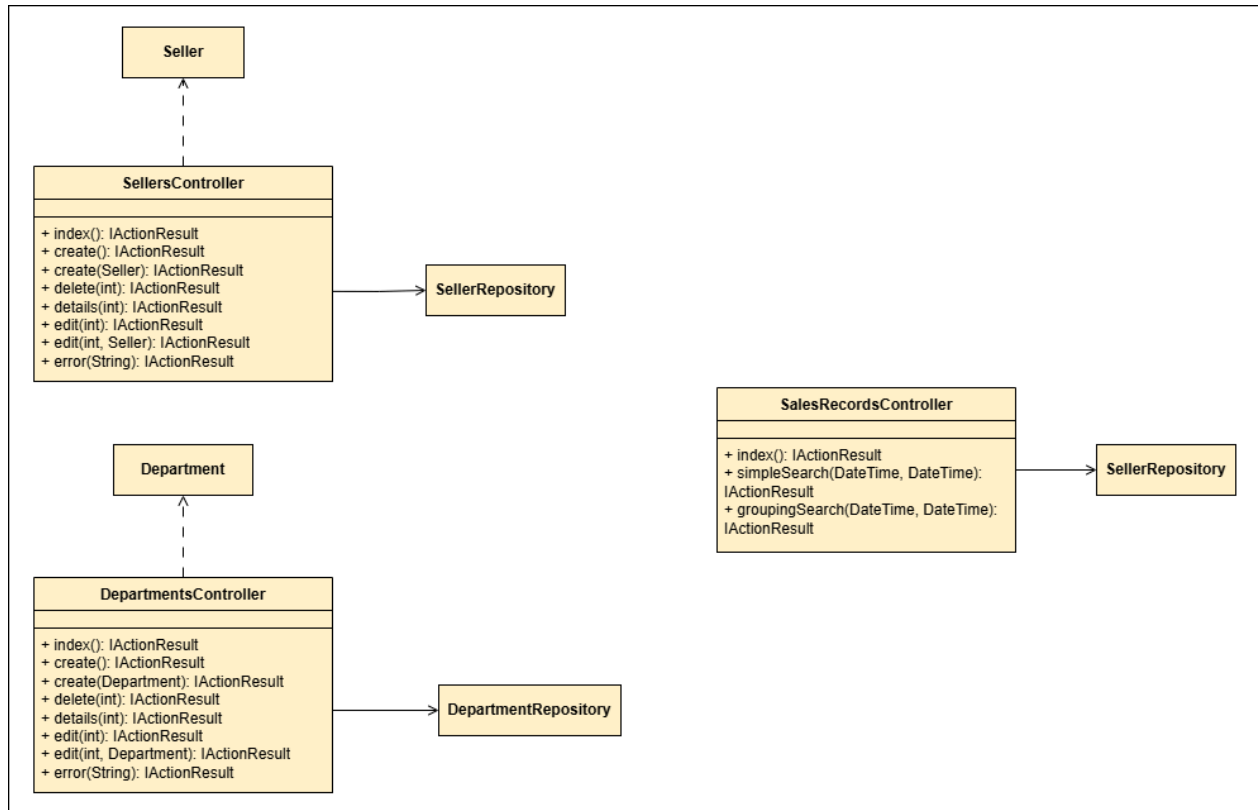 Seller
SellersController
+ index(): IActionResult
+ create(): IActionResult
+ create(Seller): IActionResult
+ delete(int): IActionResult
+ details(int): IActionResult
+ edit(int): IActionResult
+ edit(int, Seller): IActionResult
+ error(String): IActionResult
SellerRepository
Department
DepartmentsController
+ index(): IActionResult
+ create(): IActionResult
+ create(Department): IActionResult
+ delete(int): IActionResult
+ details(int): IActionResult
+ edit(int): IActionResult
+ edit(int, Department): IActionResult
+ error(String): IActionResult
DepartmentRepository
SalesRecordsController
+ index(): IActionResult
+ simpleSearch(DateTime, DateTime):
IActionResult
+ groupingSearch(DateTime, DateTime):
IActionResult
SellerRepository